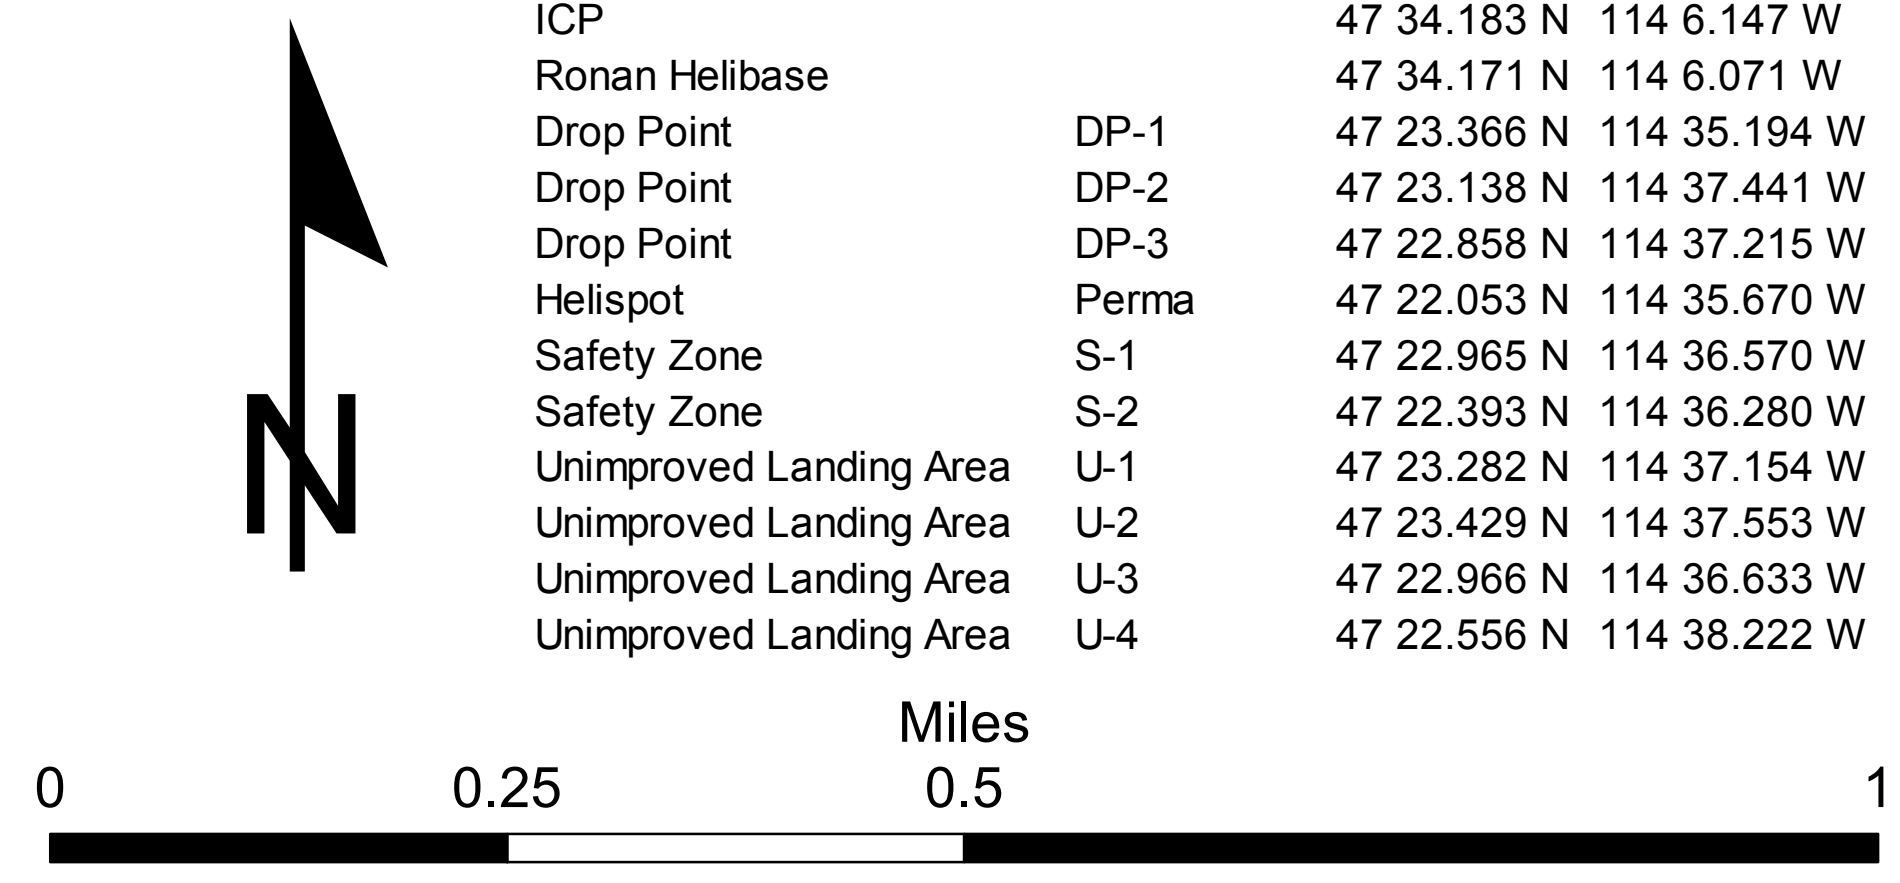 ICP 47 34.183 N 114 6.147 W
Ronan Helibase 47 34.171 N 114 6.071 W
Drop Point DP-1 47 23.366 N 114 35.194 W
Drop Point DP-2 47 23.138 N 114 37.441 W
Drop Point DP-3 47 22.858 N 114 37.215 W
Helispot Perma 47 22.053 N 114 35.670 W
Safety Zone S-1 47 22.965 N 114 36.570 W
Safety Zone S-2 47 22.393 N 114 36.280 W
Unimproved Landing Area U-1 47 23.282 N 114 37.154 W
Unimproved Landing Area U-2 47 23.429 N 114 37.553 W
Unimproved Landing Area U-3 47 22.966 N 114 36.633 W
Unimproved Landing Area U-4 47 22.556 N 114 38.222 W
N
Miles
0 0.25 0.5 1